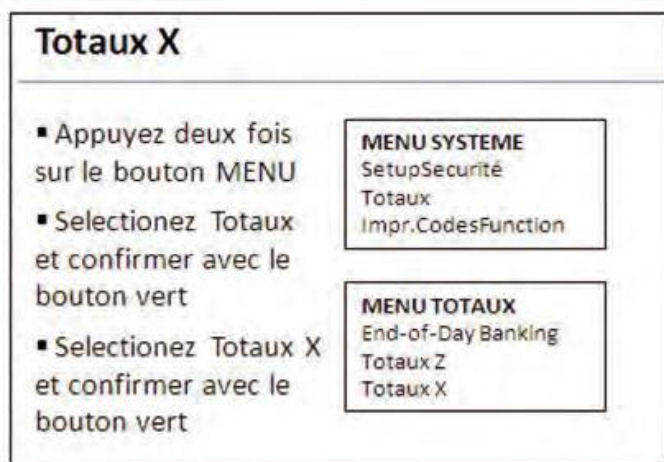 Totaux X
▪ Appuyez deux fois
sur le bouton MENU
▪ Selectionez Totaux
et confirmer avec le
bouton vert
▪ Selectionez Totaux X
et confirmer avec le
bouton vert
MENU SYSTEME
SetupSecurité
Totaux
Impr.CodesFunction
MENU TOTAUX
End-of-Day Banking
Totaux Z
Totaux X